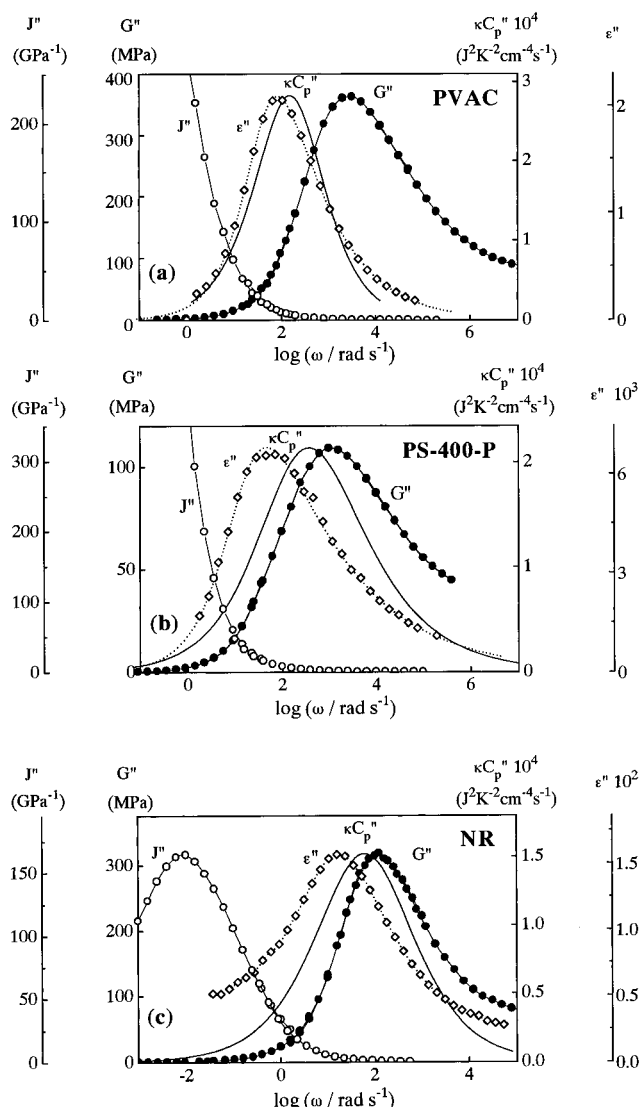 J" G" κCp" 10⁴ ε"
(GPa⁻¹) (MPa) (J²K⁻²cm⁻⁴s⁻¹)
400 3
200 κCp" G" PVAC 2
300 J" ε"
2
200
100 1
1
100 (a)
0 0 0 0
0 2 4 6
log (ω / rad s⁻¹)
J" G" κCp" 10⁴ ε" 10³
(GPa⁻¹) (MPa) (J²K⁻²cm⁻⁴s⁻¹)
300 100 κCp" PS-400-P 2 6
ε"
J" G"
200
50 1 3
100
(b)
0 0 0 0
0 2 4 6
log (ω / rad s⁻¹)
J" G" κCp" 10⁴ ε" 10²
(GPa⁻¹) (MPa) (J²K⁻²cm⁻⁴s⁻¹)
κCp" NR
150 300 J" ε" G" 1.5 1.5
100 200 1.0 1.0
50 100 0.5 0.5
(c)
0 0 0.0 0.0
-2 0 2 4
log (ω / rad s⁻¹)